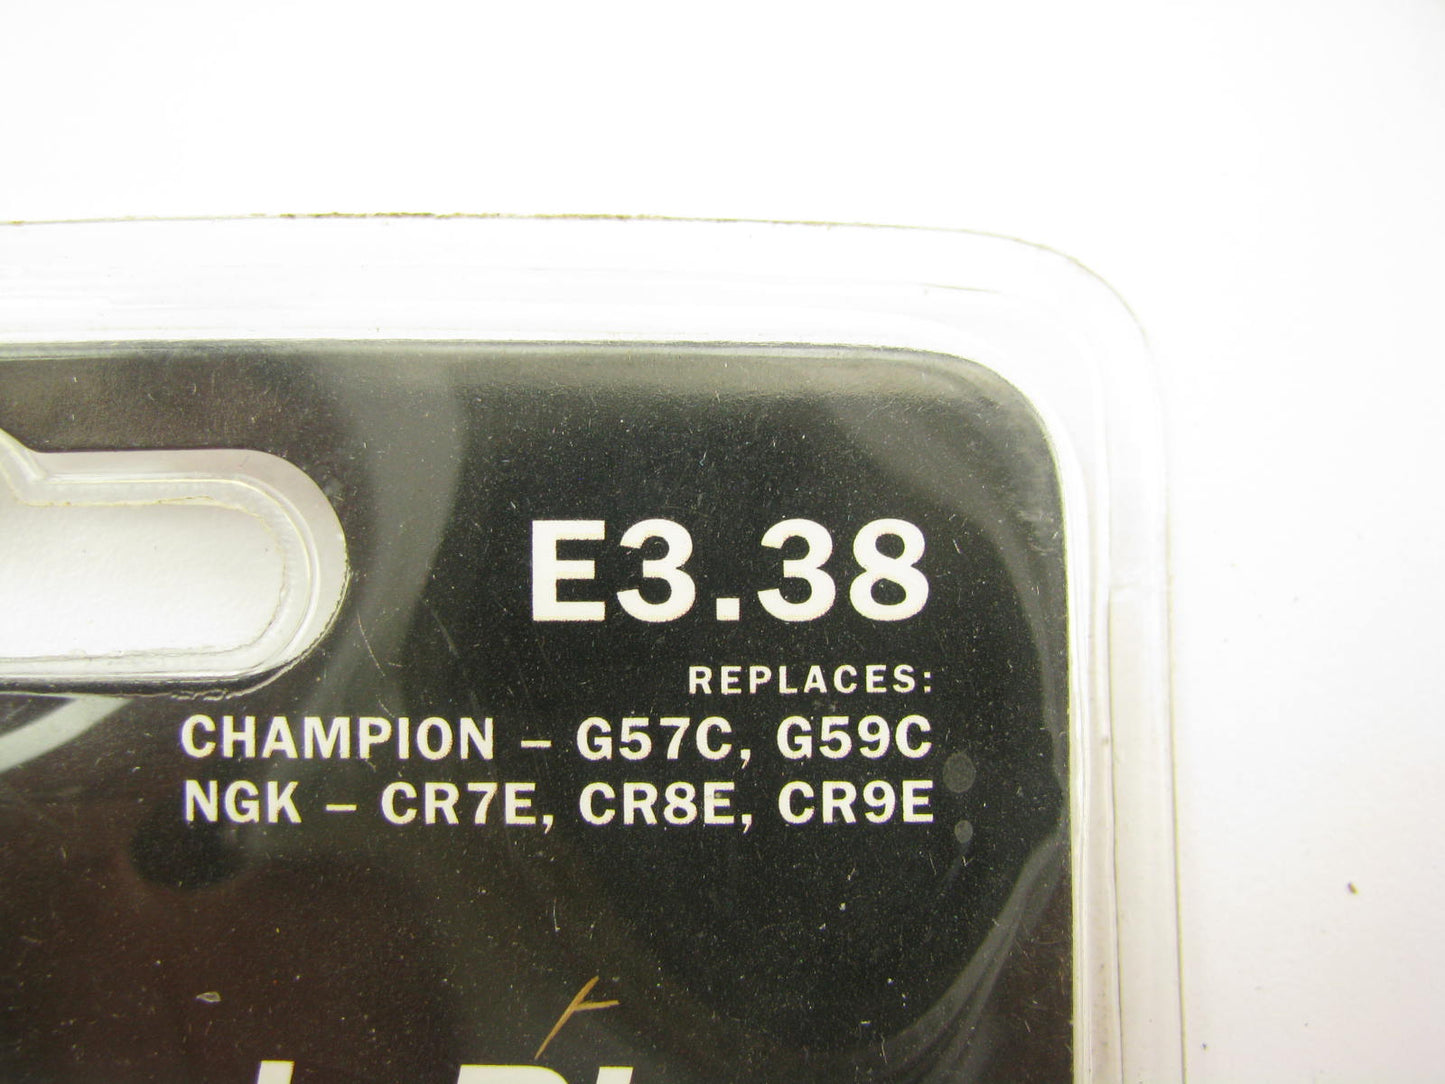 E3.38
REPLACES:
CHAMPION – G57C, G59C
NGK – CR7E, CR8E, CR9E